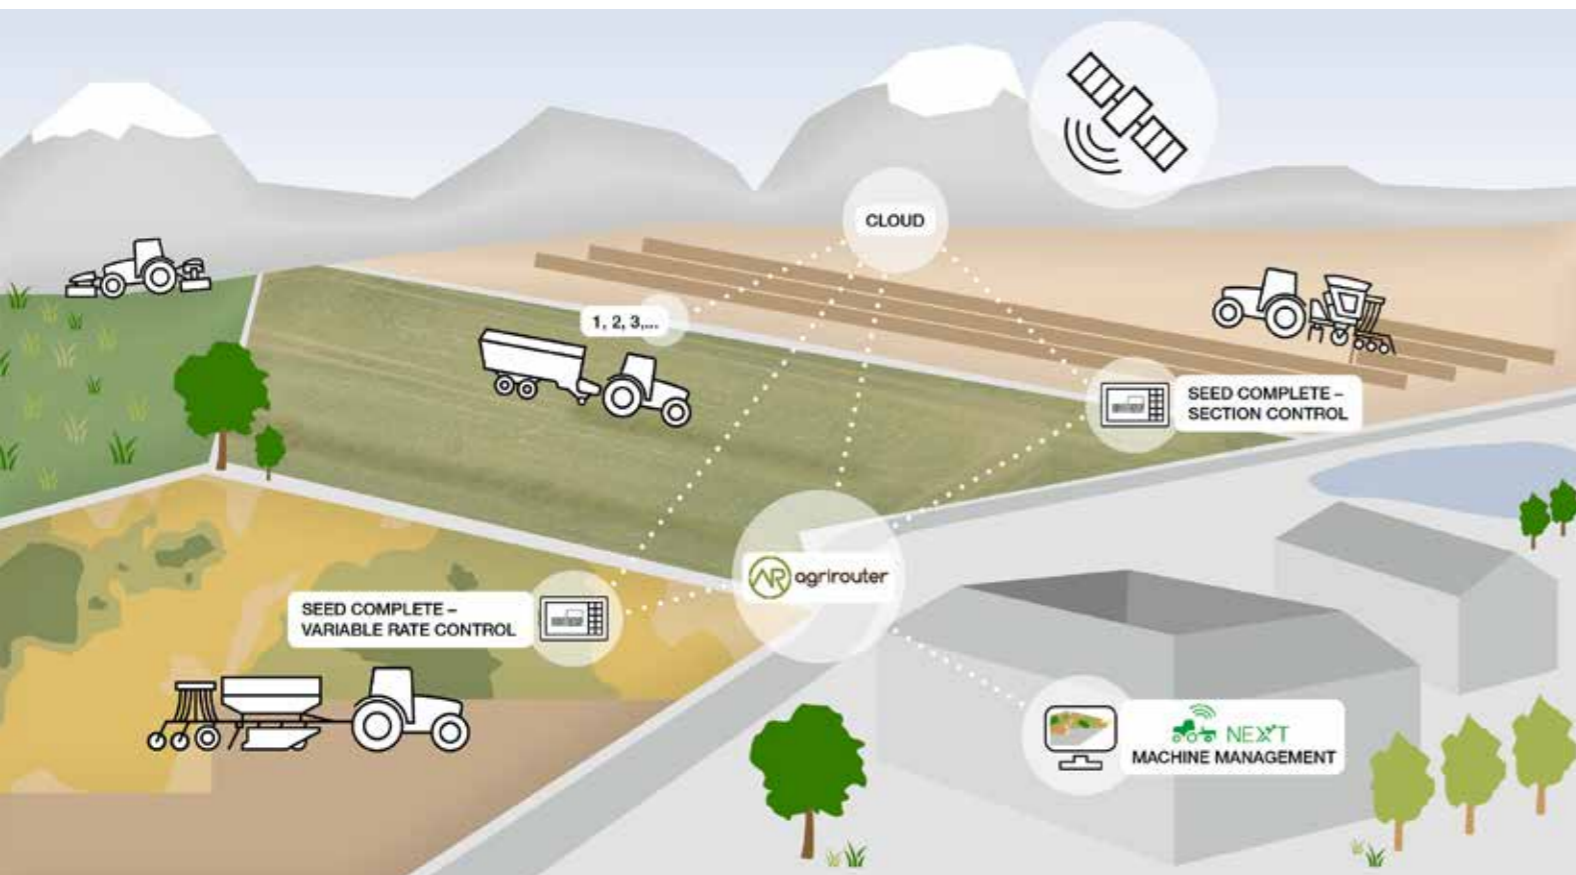 CLOUD
1, 2, 3,...
SEED COMPLETE –
SECTION CONTROL
agrirouter
SEED COMPLETE –
VARIABLE RATE CONTROL
NEXT
MACHINE MANAGEMENT